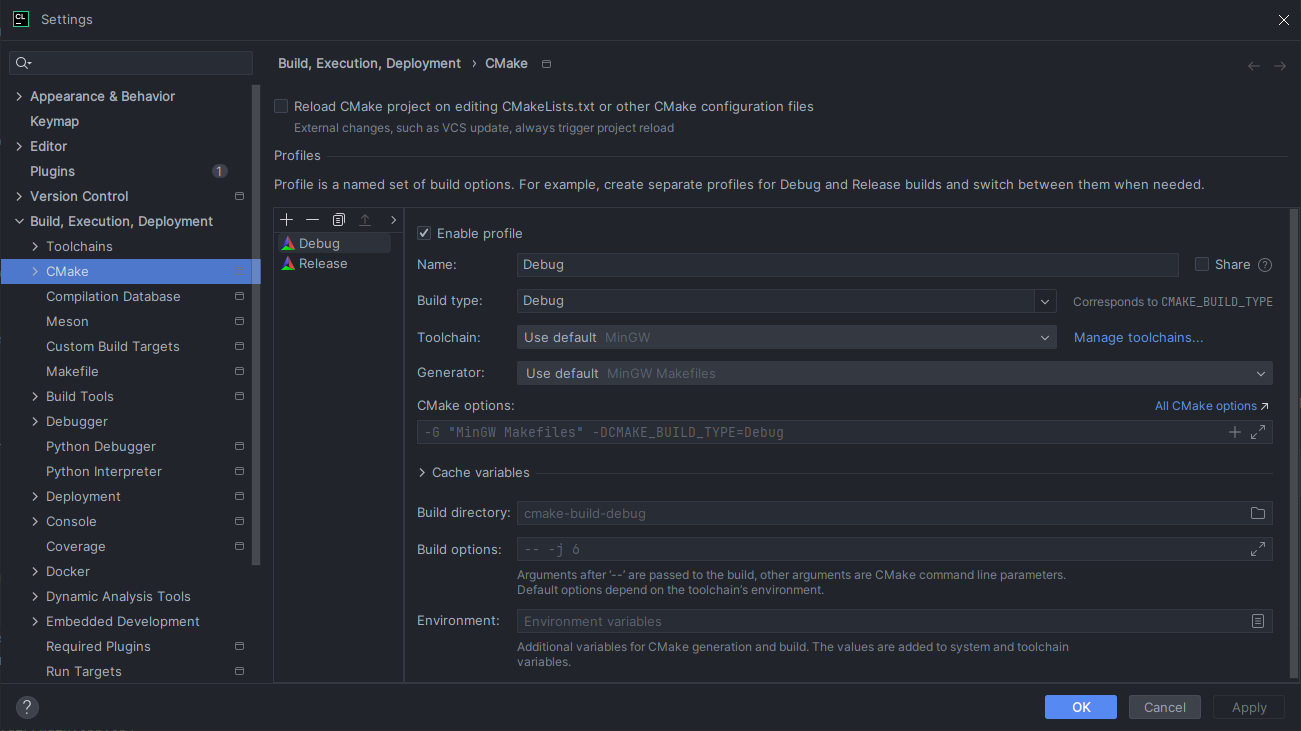 CL
Settings
Appearance & Behavior
Keymap
Editor
Plugins 1
Version Control
Build, Execution, Deployment
Toolchains
CMake
Compilation Database
Meson
Custom Build Targets
Makefile
Build Tools
Debugger
Python Debugger
Python Interpreter
Deployment
Console
Coverage
Docker
Dynamic Analysis Tools
Embedded Development
Required Plugins
Run Targets
Build, Execution, Deployment › CMake
Reload CMake project on editing CMakeLists.txt or other CMake configuration files
External changes, such as VCS update, always trigger project reload
Profiles
Profile is a named set of build options. For example, create separate profiles for Debug and Release builds and switch between them when needed.
Debug
Release
Enable profile
Name: Debug Share ?
Build type: Debug Corresponds to CMAKE_BUILD_TYPE
Toolchain: Use default MinGW Manage toolchains...
Generator: Use default MinGW Makefiles
CMake options: All CMake options ↗
-G "MinGW Makefiles" -DCMAKE_BUILD_TYPE=Debug
Cache variables
Build directory: cmake-build-debug
Build options: -- -j 6
Arguments after ‘--’ are passed to the build, other arguments are CMake command line parameters.
Default options depend on the toolchain’s environment.
Environment: Environment variables
Additional variables for CMake generation and build. The values are added to system and toolchain
variables.
? OK Cancel Apply